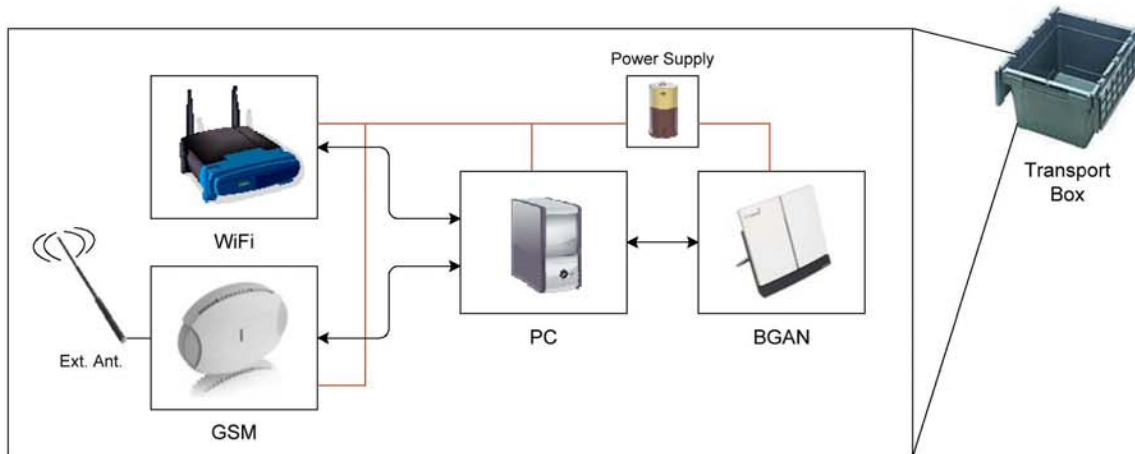 Power Supply
WiFi
Transport
Box
PC
BGAN
Ext. Ant.
GSM